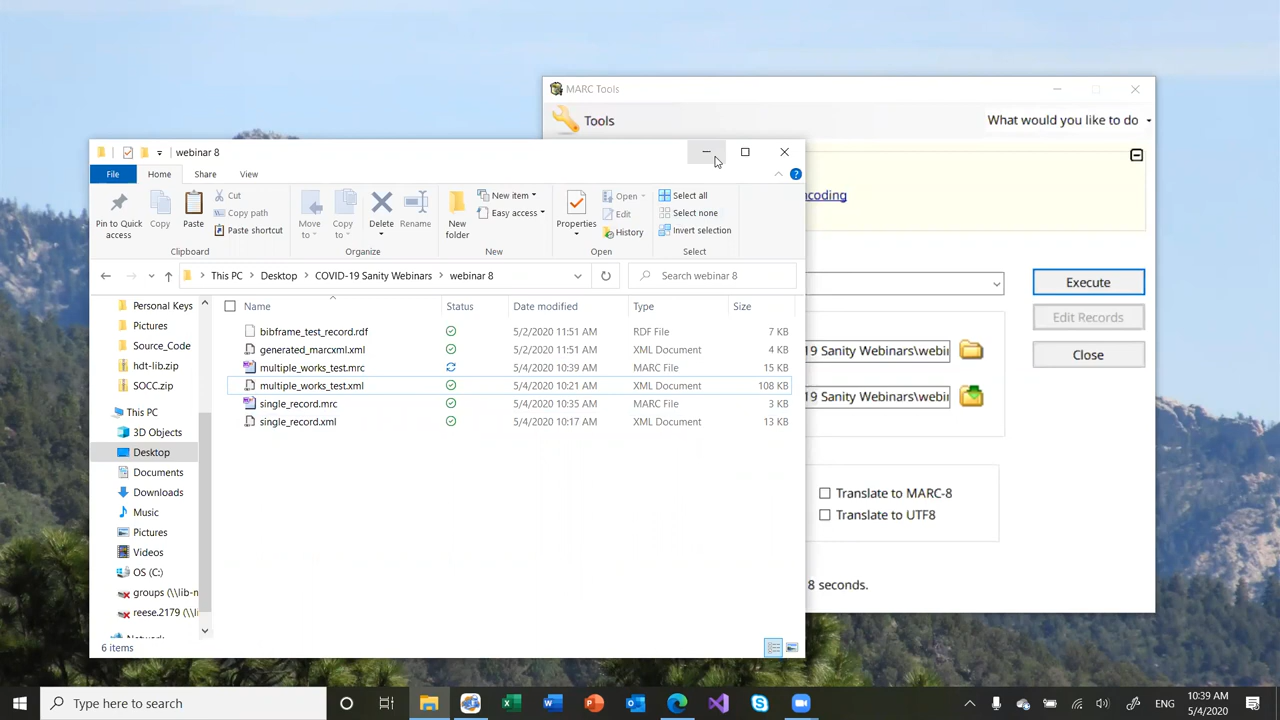 MARC Tools
Tools
What would you like to do
webinar 8
File
Home
Share
View
Pin to Quick access
Copy
Paste
Cut
Copy path
Paste shortcut
Clipboard
Move to
Copy to
Delete
Rename
Organize
New folder
New item
Easy access
New
Properties
Open
Edit
History
Open
Select all
Select none
Invert selection
Select
coding
This PC
Desktop
COVID-19 Sanity Webinars
webinar 8
Search webinar 8
Execute
Edit Records
Close
Name
Status
Date modified
Type
Size
bibframe_test_record.rdf 5/2/2020 11:51 AM RDF File 7 KB
generated_marcxml.xml 5/2/2020 11:51 AM XML Document 4 KB
multiple_works_test.mrc 5/4/2020 10:39 AM MARC File 15 KB
multiple_works_test.xml 5/4/2020 10:21 AM XML Document 108 KB
single_record.mrc 5/4/2020 10:35 AM MARC File 3 KB
single_record.xml 5/4/2020 10:17 AM XML Document 13 KB
Personal Keys
Pictures
Source_Code
hdt-lib.zip
SOCC.zip
This PC
3D Objects
Desktop
Documents
Downloads
Music
Pictures
Videos
OS (C:)
groups (\\lib-n
reese.2179 (\\li
19 Sanity Webinars\webin
19 Sanity Webinars\webin
Translate to MARC-8
Translate to UTF8
8 seconds.
6 items
Type here to search
ENG
10:39 AM
5/4/2020